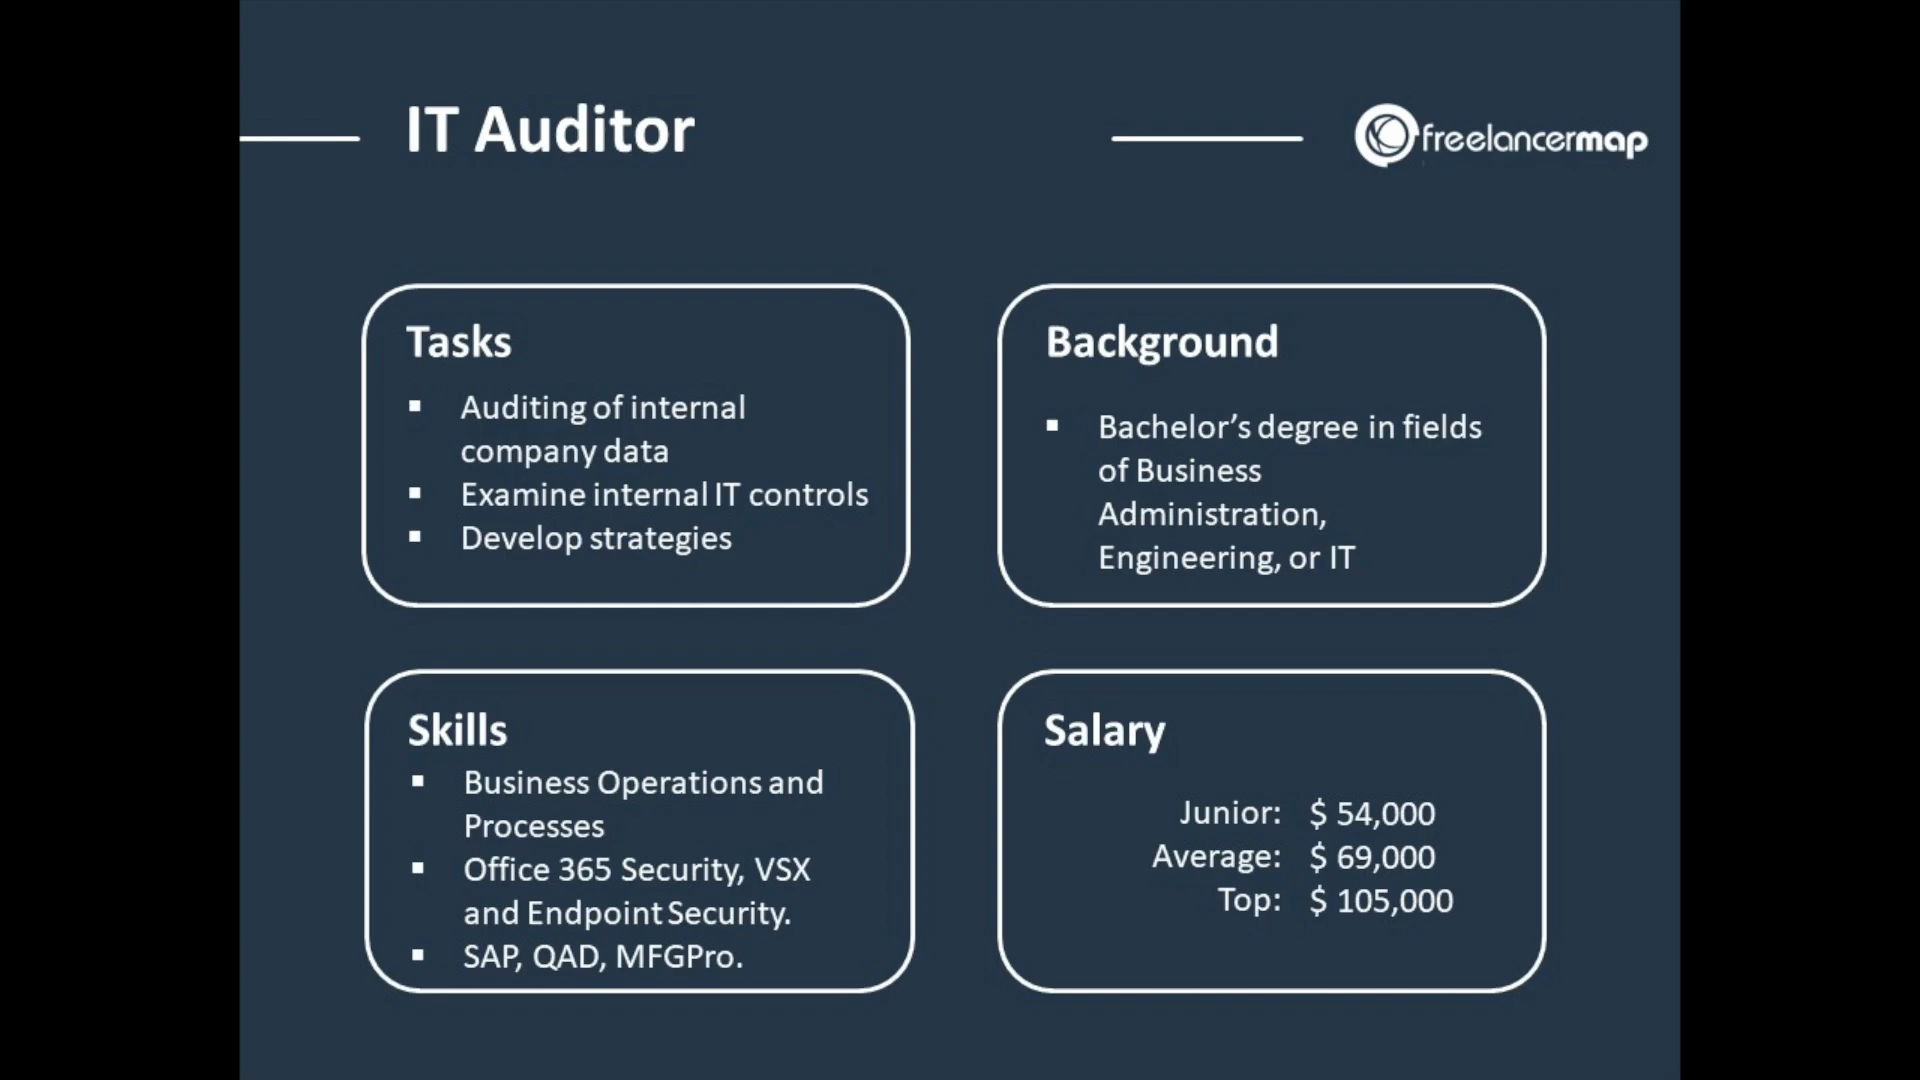 IT Auditor
freelancermap
Tasks
▪ Auditing of internal
company data
▪ Examine internal IT controls
▪ Develop strategies
Background
▪ Bachelor’s degree in fields
of Business
Administration,
Engineering, or IT
Skills
▪ Business Operations and
Processes
▪ Office 365 Security, VSX
and Endpoint Security.
▪ SAP, QAD, MFGPro.
Salary
Junior: $ 54,000
Average: $ 69,000
Top: $ 105,000